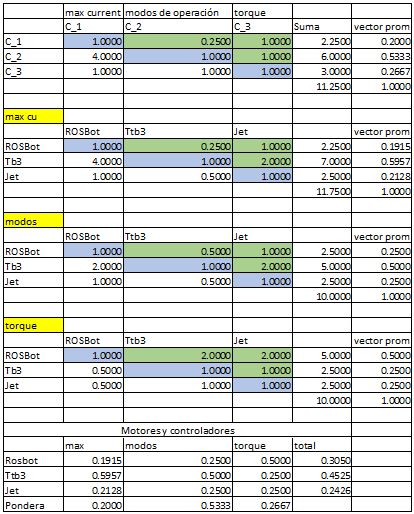 max current modos de operación torque
C_1 C_2 C_3 Suma vector prom
C_1 1.0000 0.2500 1.0000 2.2500 0.2000
C_2 4.0000 1.0000 1.0000 6.0000 0.5333
C_3 1.0000 1.0000 1.0000 3.0000 0.2667
11.2500 1.0000
max cu
ROSBot Ttb3 Jet vector prom
ROSBot 1.0000 0.2500 1.0000 2.2500 0.1915
Tb3 4.0000 1.0000 2.0000 7.0000 0.5957
Jet 1.0000 0.5000 1.0000 2.5000 0.2128
11.7500 1.0000
modos
ROSBot Ttb3 Jet vector prom
ROSBot 1.0000 0.5000 1.0000 2.5000 0.2500
Tb3 2.0000 1.0000 2.0000 5.0000 0.5000
Jet 1.0000 0.5000 1.0000 2.5000 0.2500
10.0000 1.0000
torque
ROSBot Ttb3 Jet vector prom
ROSBot 1.0000 2.0000 2.0000 5.0000 0.5000
Tb3 0.5000 1.0000 1.0000 2.5000 0.2500
Jet 0.5000 1.0000 1.0000 2.5000 0.2500
10.0000 1.0000
Motores y controladores
max modos torque total
Rosbot 0.1915 0.2500 0.5000 0.3050
Ttb3 0.5957 0.5000 0.2500 0.4525
Jet 0.2128 0.2500 0.2500 0.2426
Pondera 0.2000 0.5333 0.2667